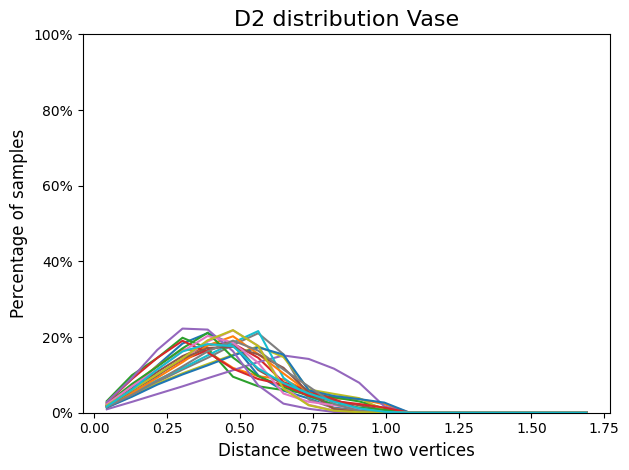 D2 distribution Vase
100%
80%
60%
40%
20%
0%
Percentage of samples
0.00 0.25 0.50 0.75 1.00 1.25 1.50 1.75
Distance between two vertices